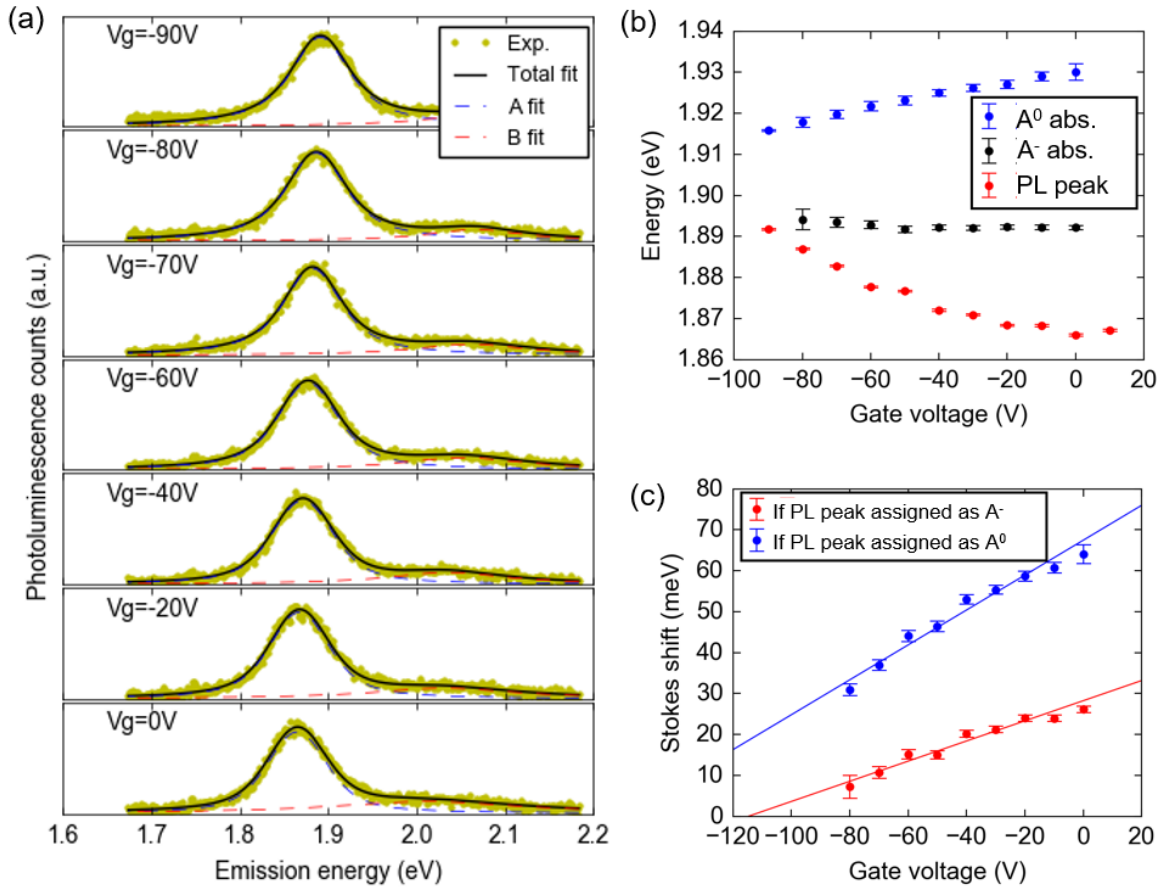 (a)
Vg=-90V
Exp.
Total fit
A fit
B fit
Vg=-80V
Vg=-70V
Vg=-60V
Vg=-40V
Vg=-20V
Vg=0V
Photoluminescence counts (a.u.)
1.6 1.7 1.8 1.9 2.0 2.1 2.2
Emission energy (eV)
(b)
1.94
1.93
1.92
1.91
1.90
1.89
1.88
1.87
1.86
Energy (eV)
A⁰ abs.
A⁻ abs.
PL peak
−100 −80 −60 −40 −20 0 20
Gate voltage (V)
(c)
80
70
60
50
40
30
20
10
0
Stokes shift (meV)
If PL peak assigned as A⁻
If PL peak assigned as A⁰
−120 −100 −80 −60 −40 −20 0 20
Gate voltage (V)